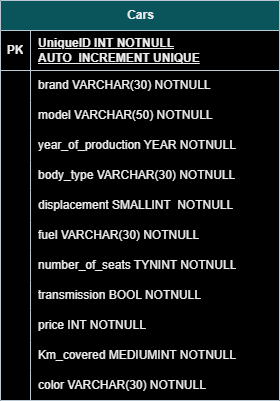 Cars
PK
UniqueID INT NOTNULL
AUTO_INCREMENT UNIQUE
brand VARCHAR(30) NOTNULL
model VARCHAR(50) NOTNULL
year_of_production YEAR NOTNULL
body_type VARCHAR(30) NOTNULL
displacement SMALLINT  NOTNULL
fuel VARCHAR(30) NOTNULL
number_of_seats TYNINT NOTNULL
transmission BOOL NOTNULL
price INT NOTNULL
Km_covered MEDIUMINT NOTNULL
color VARCHAR(30) NOTNULL